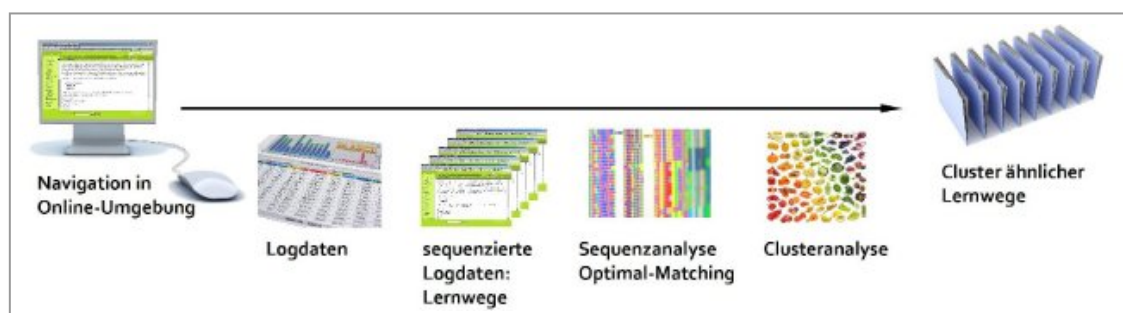 Navigation in
Online-Umgebung
Logdaten
sequenzierte
Logdaten:
Lernwege
Sequenzanalyse
Optimal-Matching
Clusteranalyse
Cluster ähnlicher
Lernwege